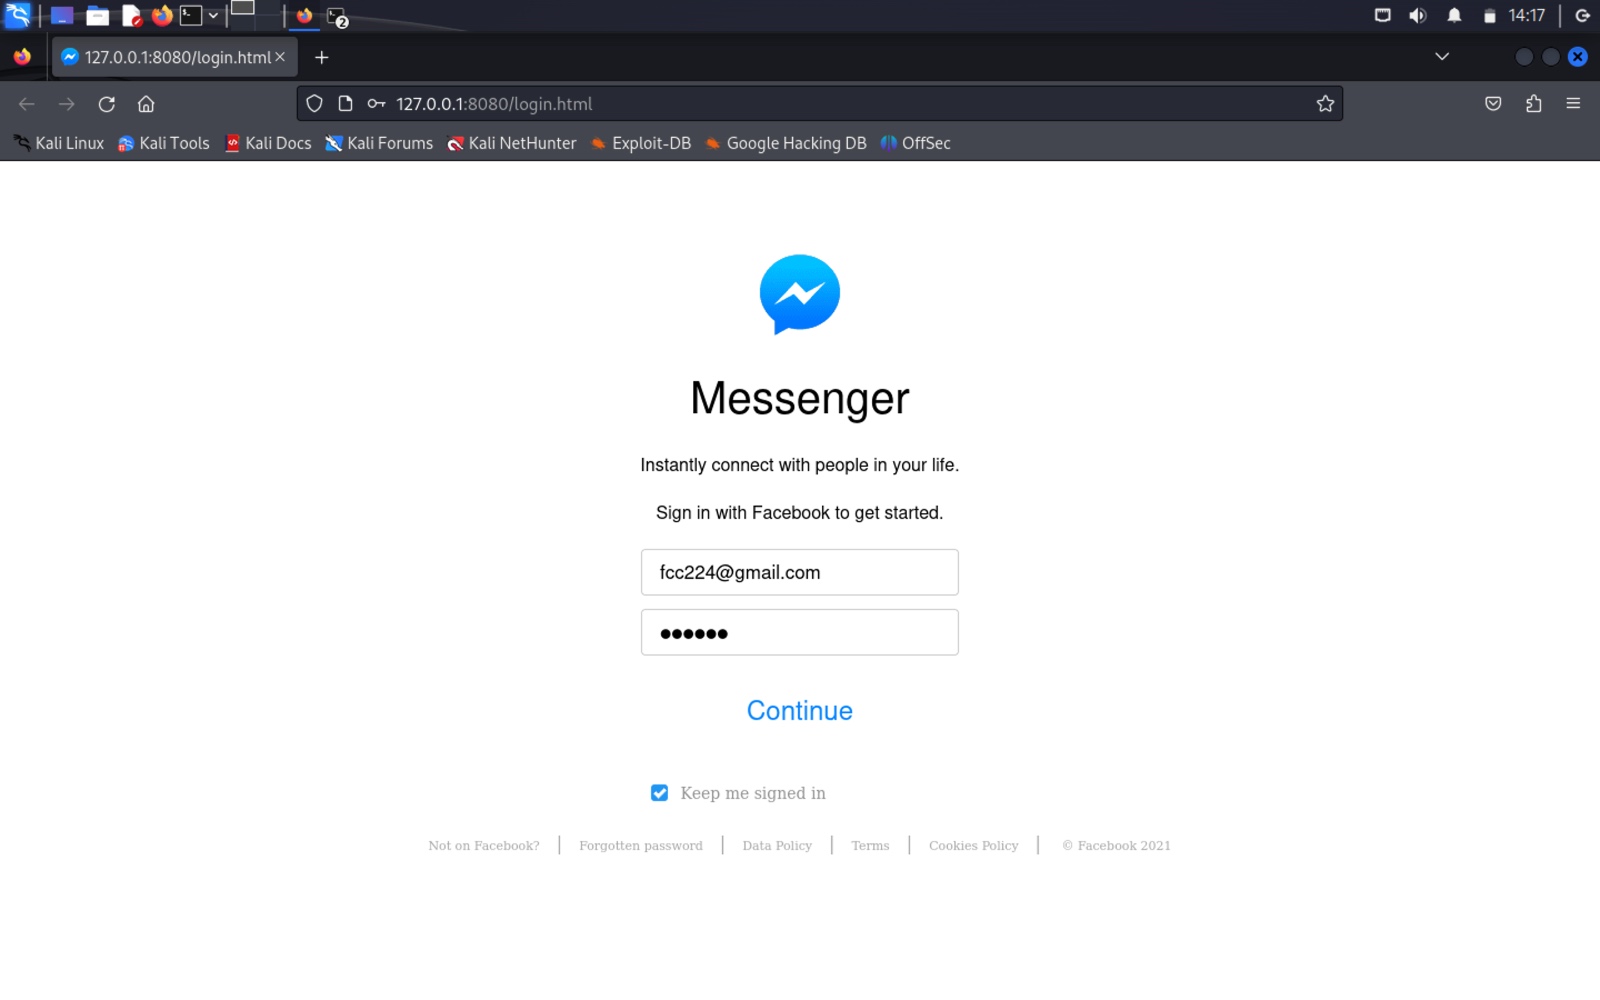 2
14:17
127.0.0.1:8080/login.html
127.0.0.1:8080/login.html
Kali Linux Kali Tools Kali Docs Kali Forums Kali NetHunter Exploit-DB Google Hacking DB OffSec
Messenger
Instantly connect with people in your life.
Sign in with Facebook to get started.
fcc224@gmail.com
●●●●●●
Continue
Keep me signed in
Not on Facebook? | Forgotten password | Data Policy | Terms | Cookies Policy | © Facebook 2021